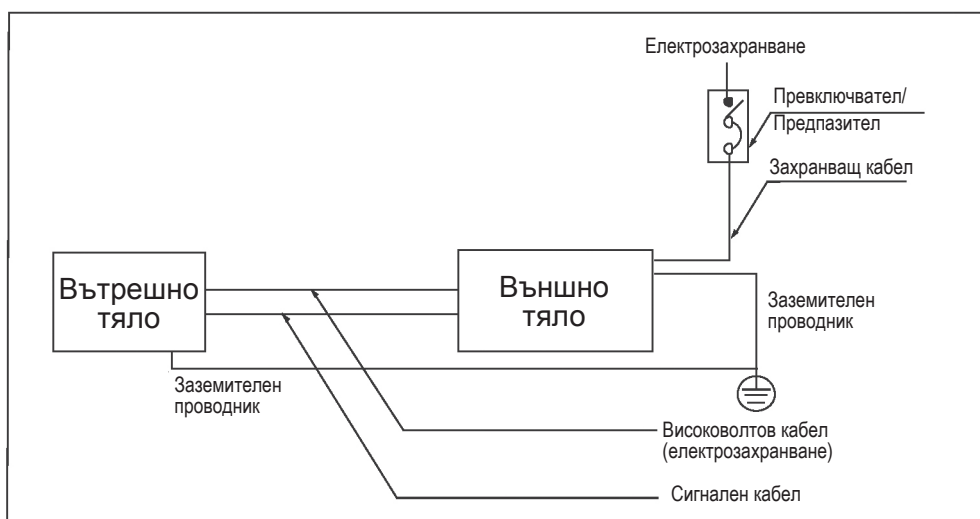 Електрозахранване
Превключвател/
Предпазител
Захранващ кабел
Вътрешно
тяло
Външно
тяло
Заземителен
проводник
Заземителен
проводник
Високоволтов кабел
(електрозахранване)
Сигнален кабел